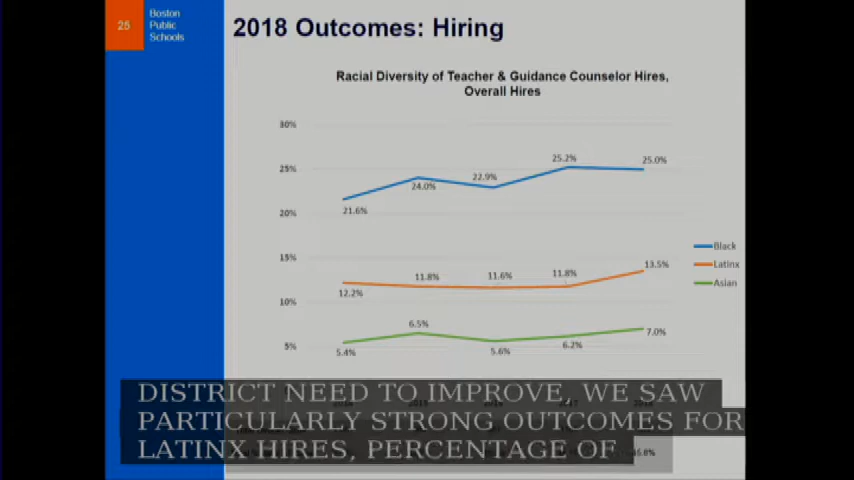 25
Boston
Public
Schools
2018 Outcomes: Hiring
Racial Diversity of Teacher & Guidance Counselor Hires,
Overall Hires
30%
25%
20%
15%
10%
5%
21.6%
24.0%
22.9%
25.2%
25.0%
12.2%
11.8%
11.6%
11.8%
13.5%
5.4%
6.5%
5.6%
6.2%
7.0%
Black
Latinx
Asian
DISTRICT NEED TO IMPROVE, WE SAW
PARTICULARLY STRONG OUTCOMES FOR
LATINX HIRES, PERCENTAGE OF